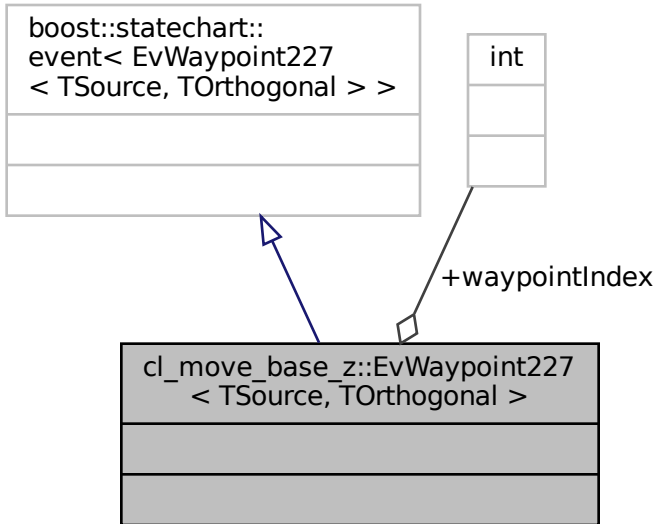 boost::statechart::
event< EvWaypoint227
< TSource, TOrthogonal > >
int
+waypointIndex
cl_move_base_z::EvWaypoint227
< TSource, TOrthogonal >